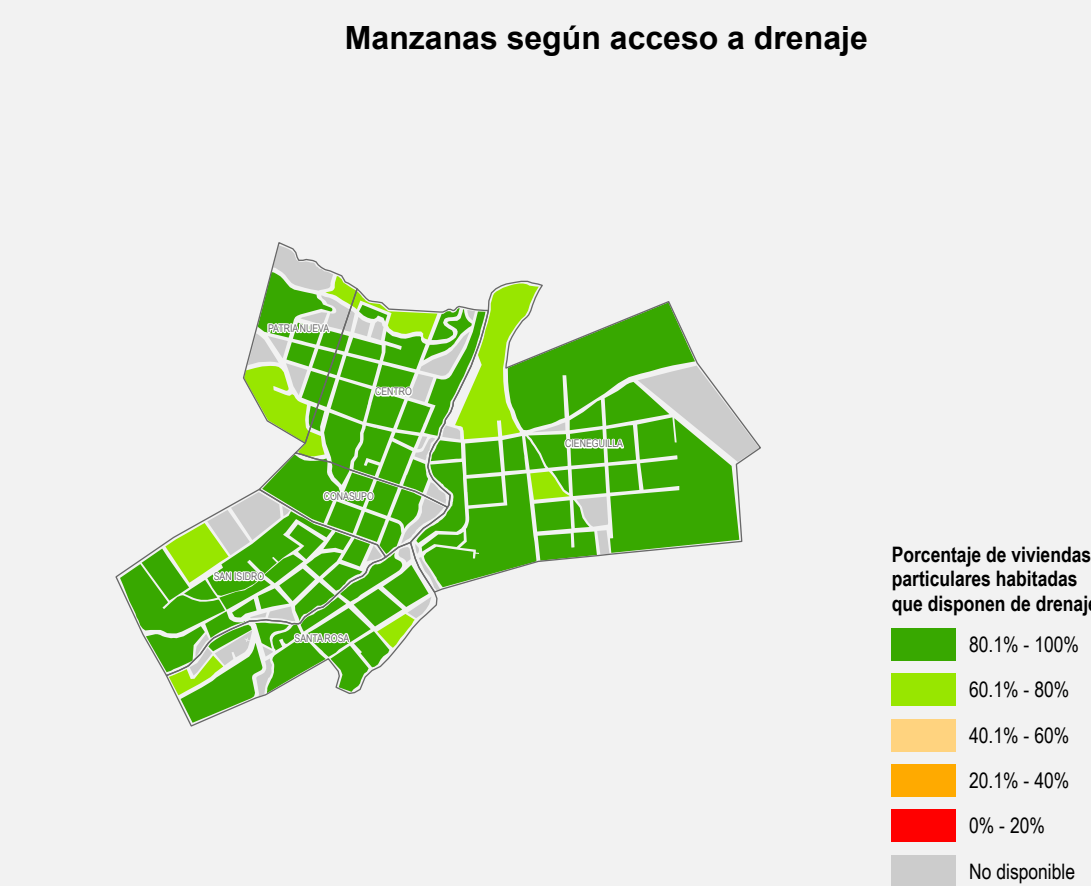 Manzanas según acceso a drenaje
PATRIA NUEVA
CENTRO
CIENEGUILLA
CONASUPO
SAN ISIDRO
SANTA ROSA
Porcentaje de viviendas
particulares habitadas
que disponen de drenaje
80.1% - 100%
60.1% - 80%
40.1% - 60%
20.1% - 40%
0% - 20%
No disponible